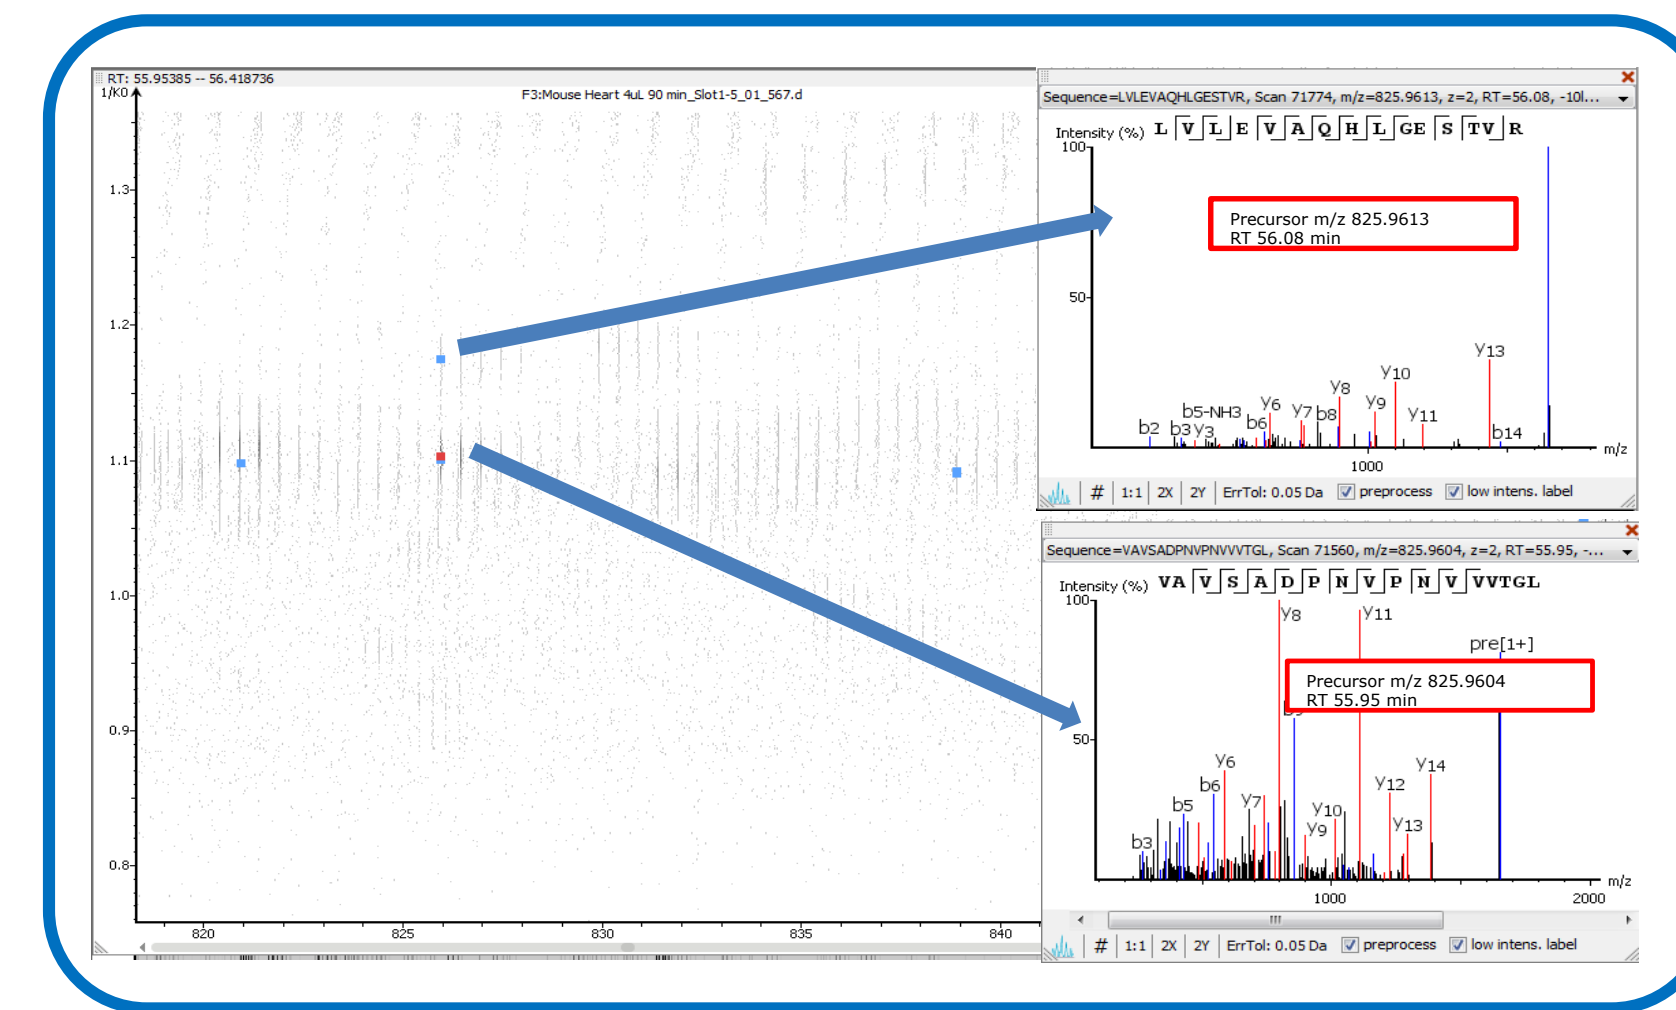 RT: 55.95385 -- 56.418736
1/K0
F3:Mouse Heart 4uL 90 min_Slot1-5_01_567.d
1.3
1.2
1.1
1.0
0.9
0.8
820
825
830
835
840
Sequence=LVLEVAQHLGESTVR, Scan 71774, m/z=825.9613, z=2, RT=56.08, -10l...
Intensity (%)
L V L E V A Q H L GE S TV R
100
Precursor m/z 825.9613
RT 56.08 min
50
y13
y10
y8
y6
y9
b5-NH3
y7
b8
y11
b6
b2
b3
y3
b14
m/z
1000
# 1:1 2X 2Y ErrTol: 0.05 Da preprocess low intens. label
Sequence=VAVSADPNVPNVVVTGL, Scan 71560, m/z=825.9604, z=2, RT=55.95, -...
Intensity (%)
VA V S A D P N V P N V VVTGL
100
y8
y11
pre[1+]
Precursor m/z 825.9604
RT 55.95 min
50
y6
y14
b6
y12
b5
y7
y10
y9
y13
b3
m/z
1000
2000
# 1:1 2X 2Y ErrTol: 0.05 Da preprocess low intens. label